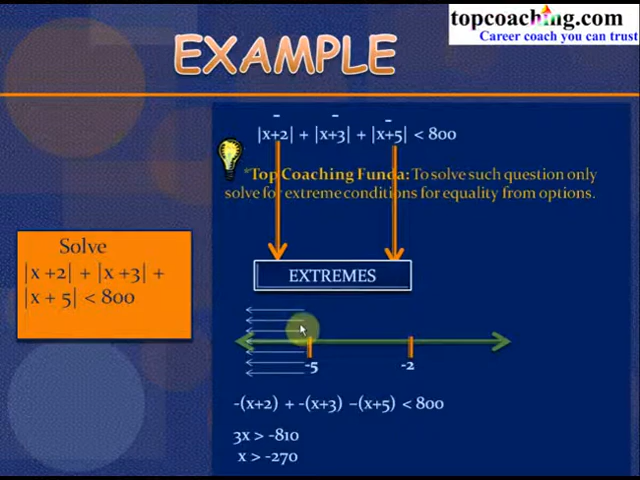 topcoaching.com
Career coach you can trust
EXAMPLE
- - -
|x+2| + |x+3| + |x+5| < 800
*Top Coaching Funda: To solve such question only
solve for extreme conditions for equality from options.
Solve
|x +2| + |x +3| +
|x + 5| < 800
EXTREMES
-5 -2
-(x+2) + -(x+3) –(x+5) < 800
3x > -810
x > -270